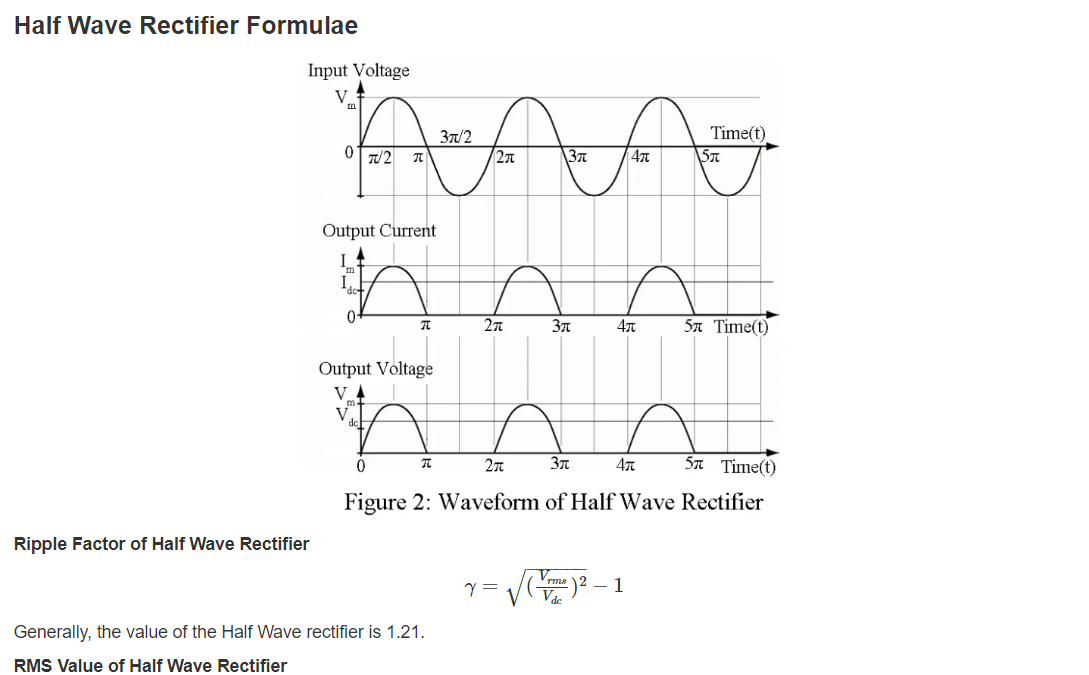 Half Wave Rectifier Formulae
Input Voltage
Vm
3π/2
Time(t)
0 π/2 π 2π 3π 4π 5π
Output Current
Im
Idc
0
π 2π 3π 4π 5π Time(t)
Output Voltage
Vm
Vdc
0 π 2π 3π 4π 5π Time(t)
Figure 2: Waveform of Half Wave Rectifier
Ripple Factor of Half Wave Rectifier
γ = √(Vrms/Vdc)² − 1
Generally, the value of the Half Wave rectifier is 1.21.
RMS Value of Half Wave Rectifier